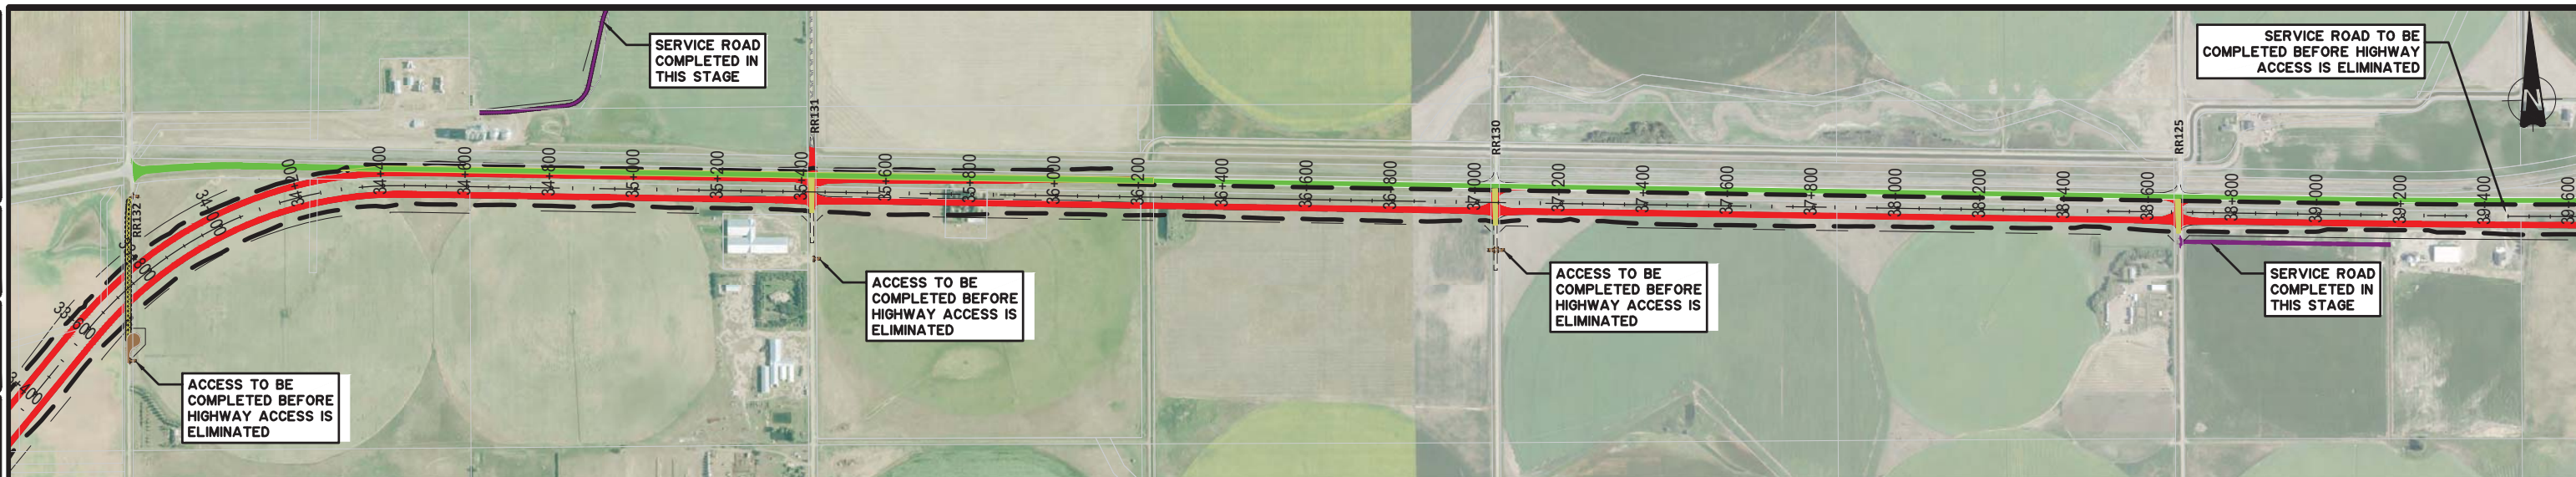 SERVICE ROAD
COMPLETED IN
THIS STAGE
SERVICE ROAD TO BE
COMPLETED BEFORE HIGHWAY
ACCESS IS ELIMINATED
N
RR131
RR130
RR125
RR132
33+600
800
34+000
34+200
34+400
34+600
34+800
35+000
35+200
35+400
35+600
35+800
36+000
36+200
36+400
36+600
36+800
37+000
37+200
37+400
37+600
37+800
38+000
38+200
38+400
38+600
38+800
39+000
39+200
39+400
39+600
ACCESS TO BE
COMPLETED BEFORE
HIGHWAY ACCESS IS
ELIMINATED
ACCESS TO BE
COMPLETED BEFORE
HIGHWAY ACCESS IS
ELIMINATED
ACCESS TO BE
COMPLETED BEFORE
HIGHWAY ACCESS IS
ELIMINATED
SERVICE ROAD
COMPLETED IN
THIS STAGE